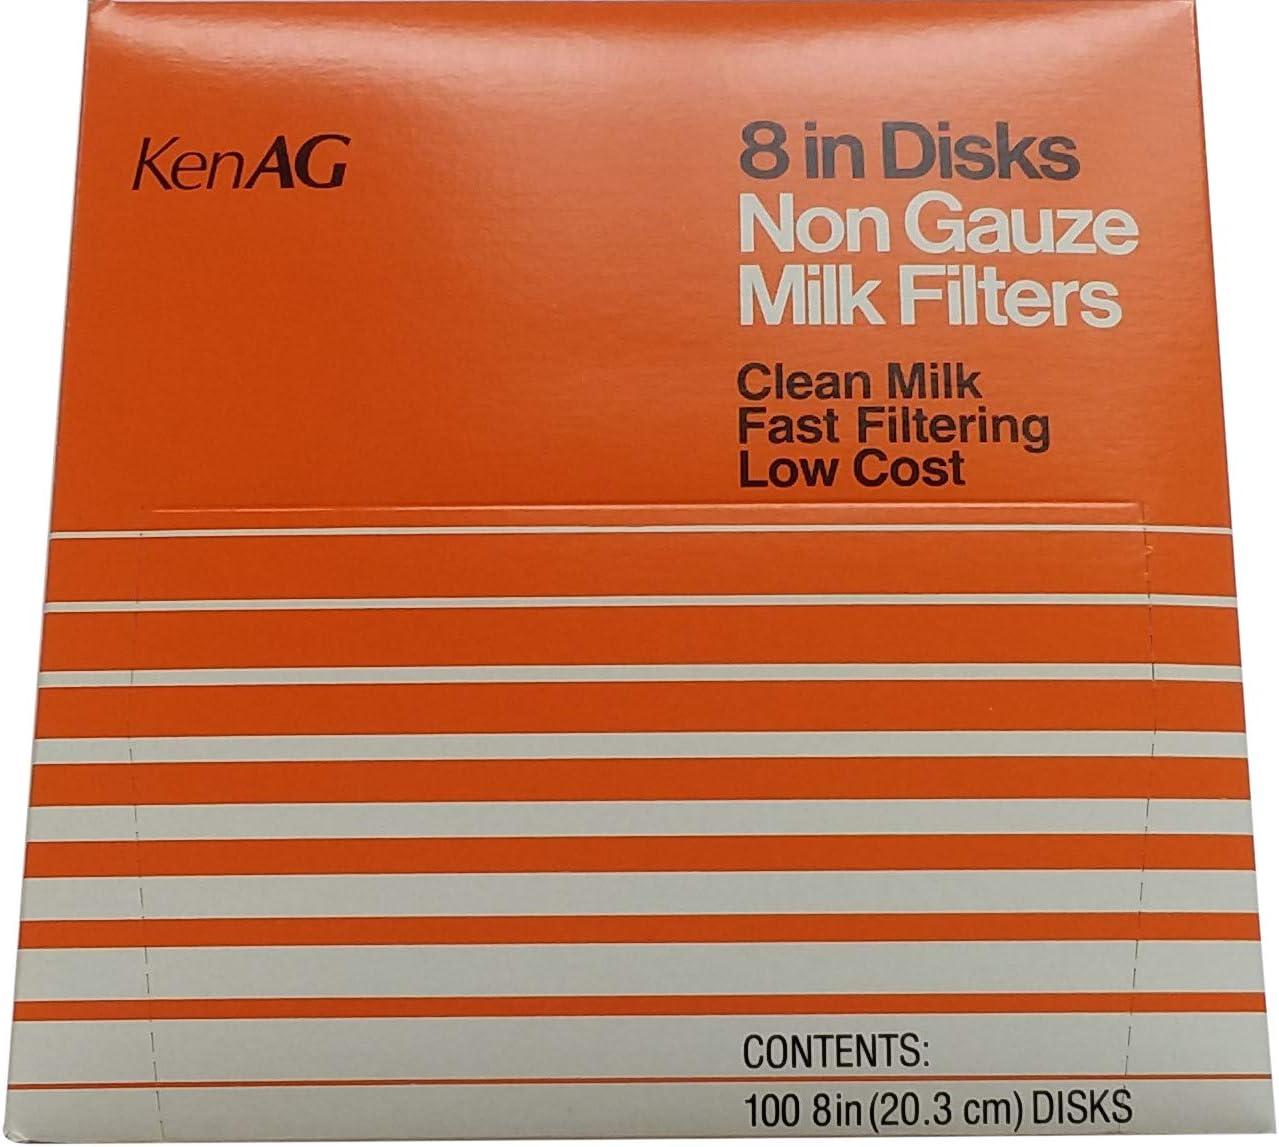 KenAG
8 in Disks
Non Gauze
Milk Filters
Clean Milk
Fast Filtering
Low Cost
CONTENTS:
100 8in (20.3 cm) DISKS